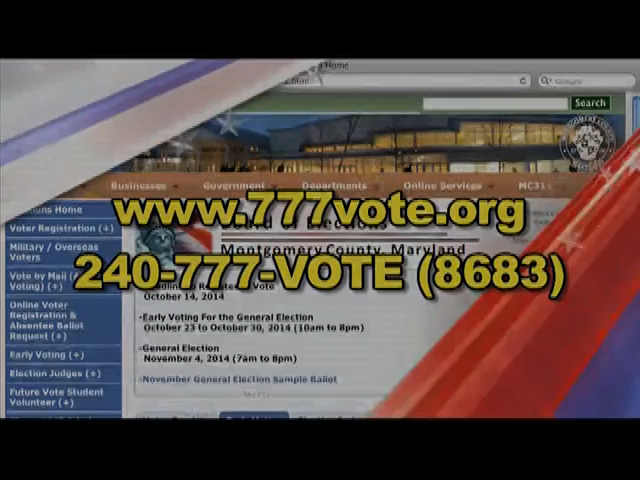 Home
Search
Businesses Government Departments Online Services MC311
ons Home
www.777vote.org
Voter Registration (+)
Montgomery County, Maryland
Military / Overseas
Voters
240-777-VOTE (8683)
Vote by Mail
Voting) (+)
October 14, 2014
Online Voter
Registration &
Absentee Ballot
Request (+)
-Early Voting For the General Election
October 23 to October 30, 2014 (10am to 8pm)
-General Election
November 4, 2014 (7am to 8pm)
Early Voting (+)
Election Judges (+)
-November General Election Sample Ballot
Future Vote Student
Volunteer (+)